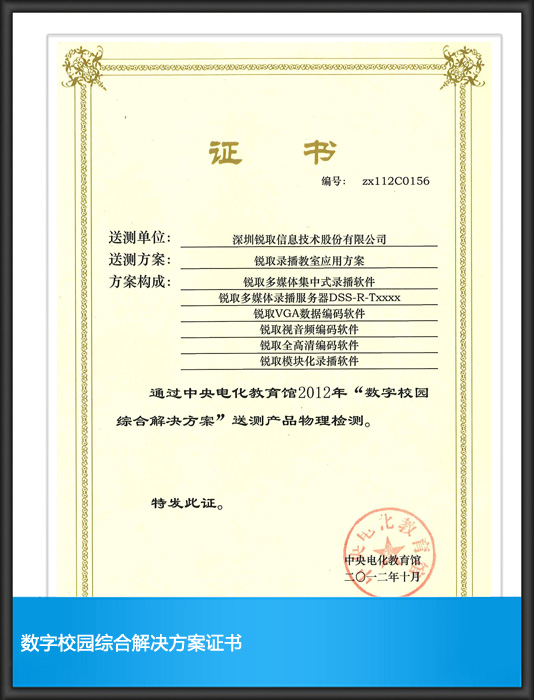 证 书
编号: zx112C0156
送测单位: 深圳锐取信息技术股份有限公司
送测方案: 锐取录播教室应用方案
方案构成: 锐取多媒体集中式录播软件
锐取多媒体录播服务器DSS-R-Txxxx
锐取VGA数据编码软件
锐取视音频编码软件
锐取全高清编码软件
锐取模块化录播软件
通过中央电化教育馆2012年“数字校园
综合解决方案”送测产品物理检测。
特发此证。
中央电化教育馆
中央电化教育馆
二〇一二年十月
数字校园综合解决方案证书